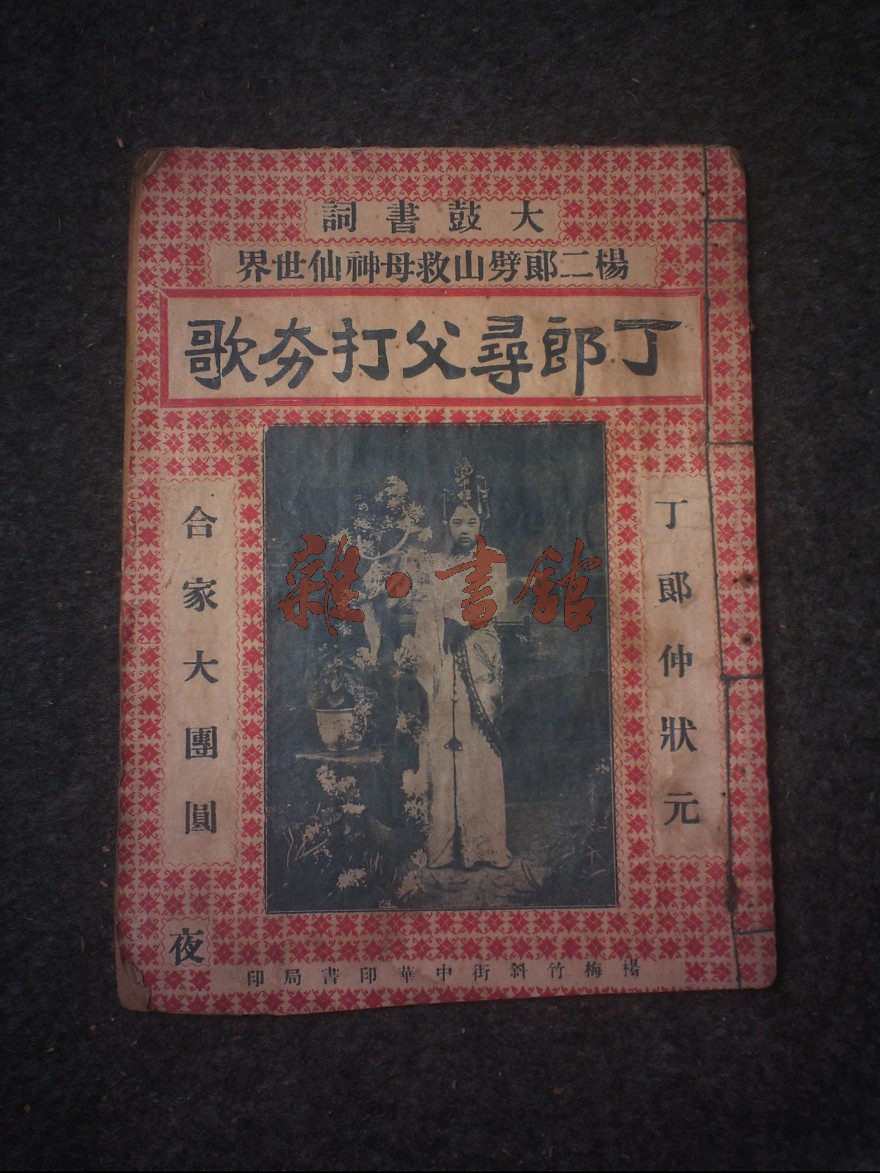 大鼓書詞
楊二郎劈山救母神仙世界
丁郎尋父打夯歌
丁郎仲狀元
合家大團圓
雜·書館
夜
楊梅竹斜街中華印書局印